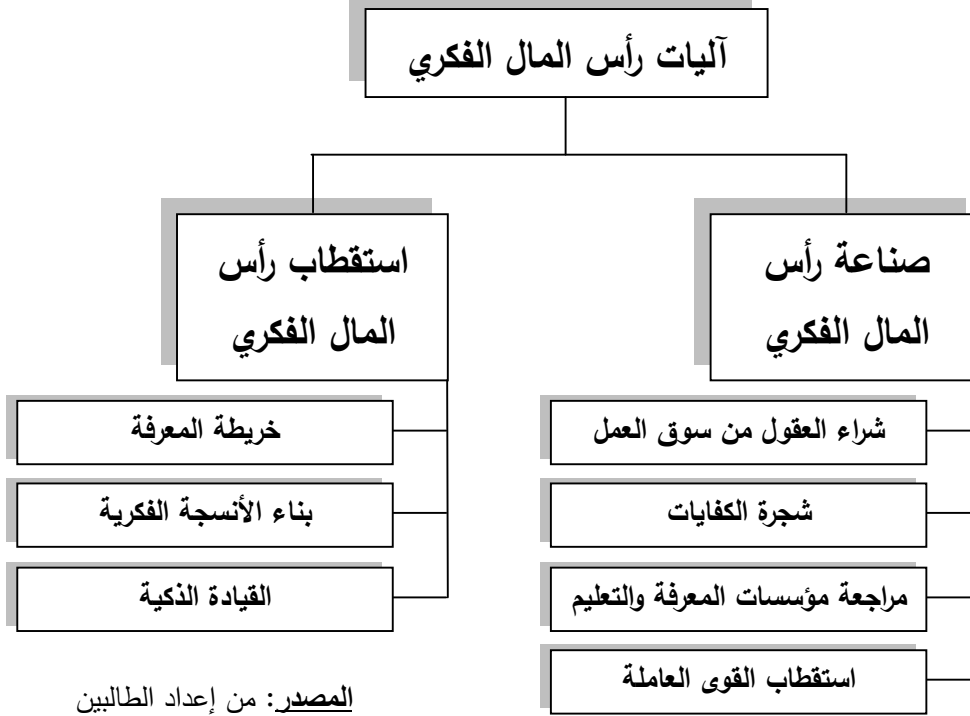 آليات رأس المال الفكري
صناعة رأس
المال الفكري
شراء العقول من سوق العمل
شجرة الكفايات
مراجعة مؤسسات المعرفة والتعليم
استقطاب القوى العاملة
استقطاب رأس
المال الفكري
خريطة المعرفة
بناء الأنسجة الفكرية
القيادة الذكية
المصدر: من إعداد الطالبين